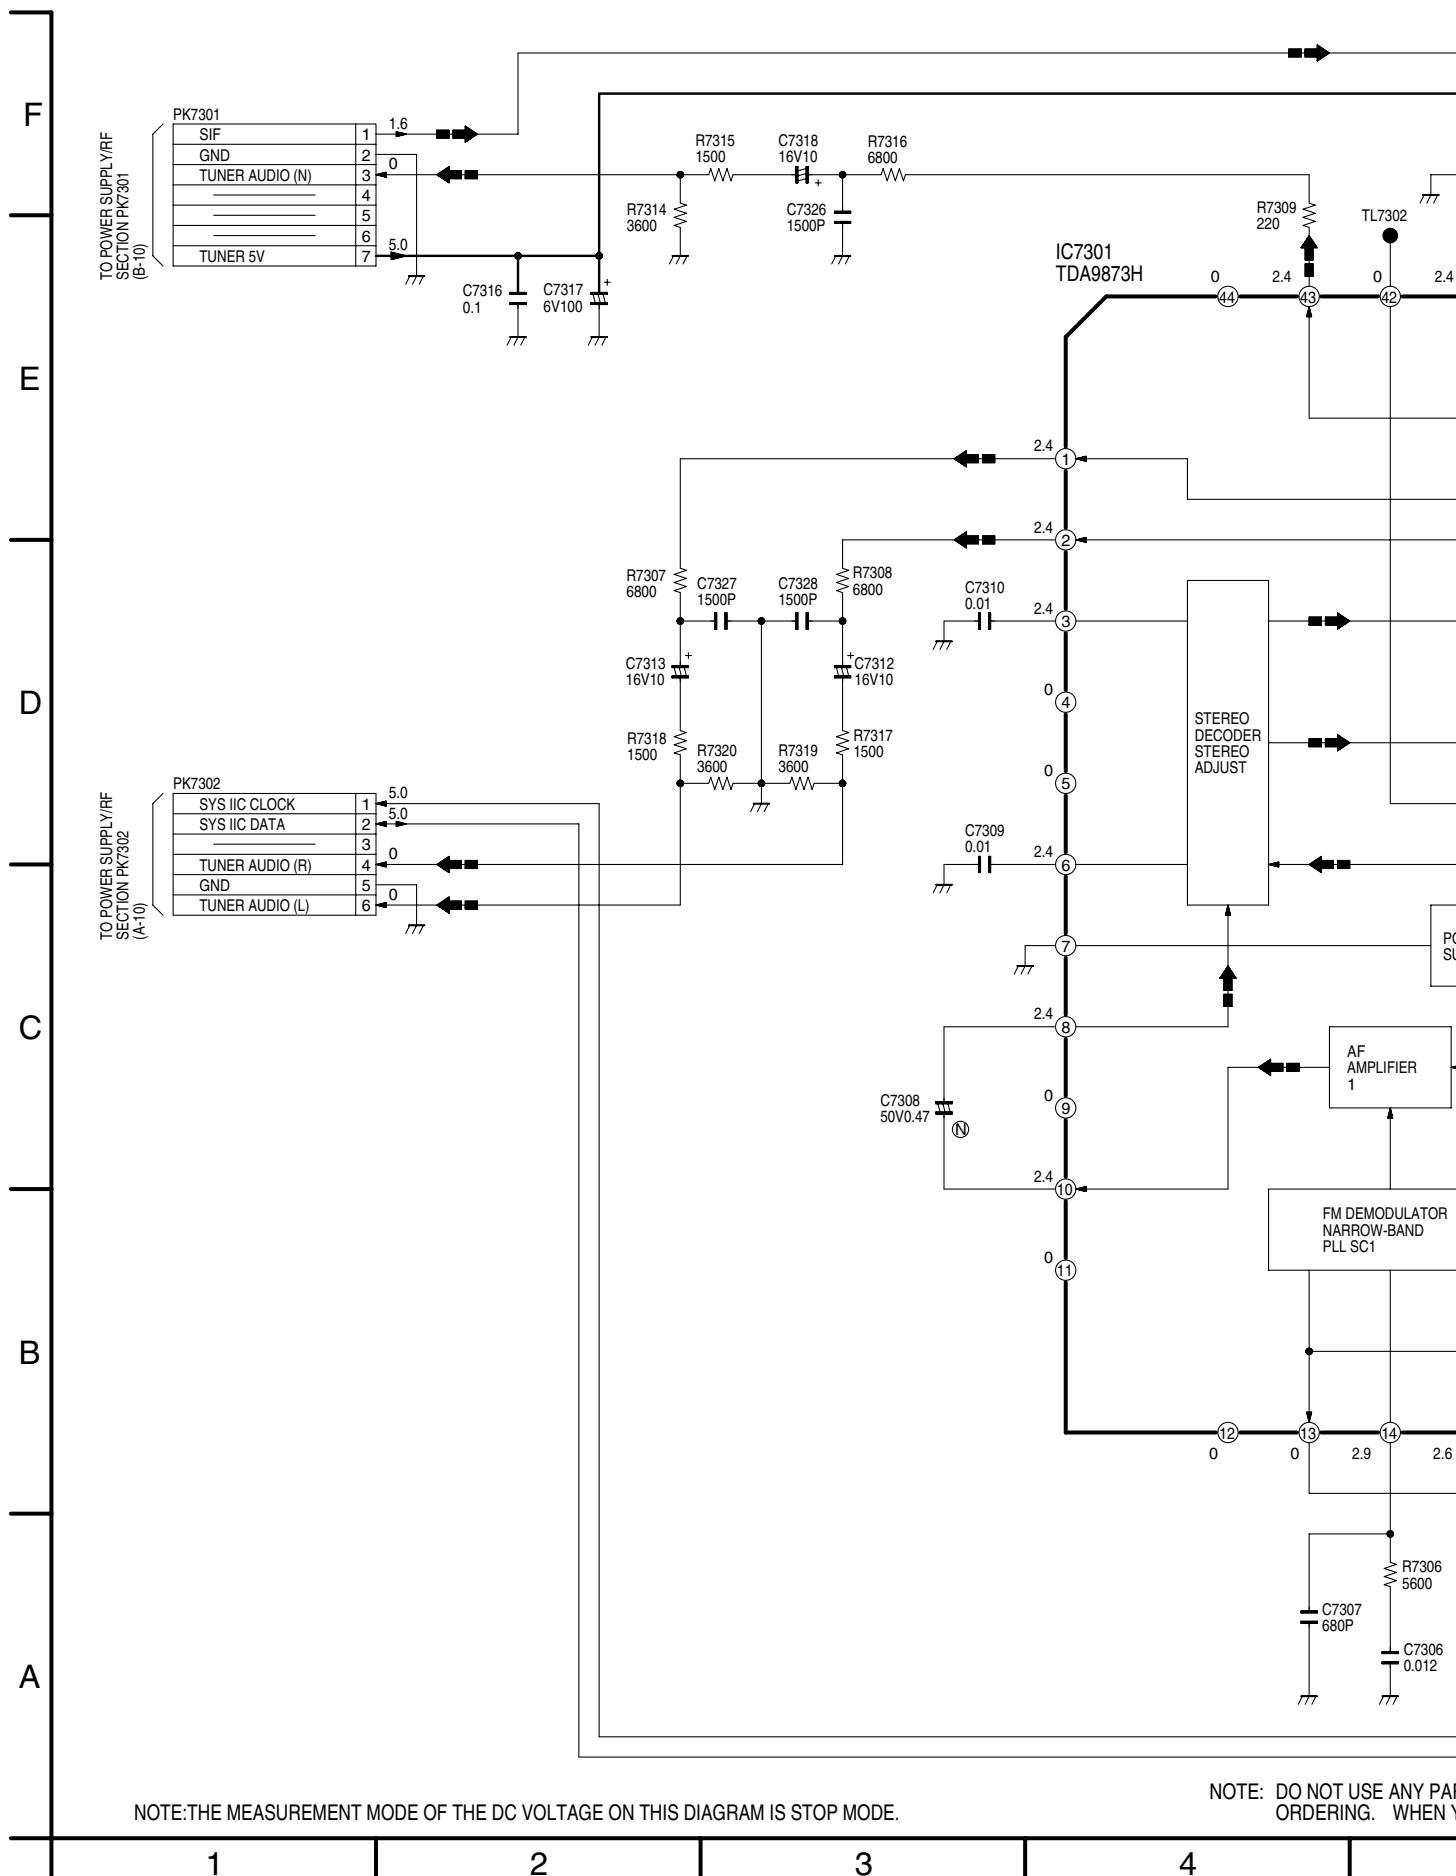 F
E
D
C
B
A
PK7301
TO POWER SUPPLY/RF
SECTION PK7301
(B-10)
SIF 1 1.6
GND 2
TUNER AUDIO (N) 3 0
4
5
6
TUNER 5V 7 5.0
C7316
0.1
C7317
6V100
+
R7315
1500
C7318
16V10
+
R7316
6800
R7314
3600
C7326
1500P
R7309
220
TL7302
IC7301
TDA9873H
0 2.4 0 2.4
44 43 42
2.4
1
2.4
2
R7307
6800
C7327
1500P
C7328
1500P
R7308
6800
C7310
0.01
2.4
3
C7313
16V10
+
C7312
16V10
+
0
4
STEREO
DECODER
STEREO
ADJUST
R7318
1500
R7320
3600
R7319
3600
R7317
1500
0
5
PK7302
TO POWER SUPPLY/RF
SECTION PK7302
(A-10)
SYS IIC CLOCK 1 5.0
SYS IIC DATA 2 5.0
3
TUNER AUDIO (R) 4 0
GND 5
TUNER AUDIO (L) 6 0
C7309
0.01
2.4
6
7
2.4
8
AF
AMPLIFIER
1
C7308
50V0.47
N
0
9
2.4
10
FM DEMODULATOR
NARROW-BAND
PLL SC1
0
11
12 13 14
0 0 2.9 2.6
R7306
5600
C7307
680P
C7306
0.012
NOTE:THE MEASUREMENT MODE OF THE DC VOLTAGE ON THIS DIAGRAM IS STOP MODE.
NOTE: DO NOT USE ANY
ORDERING. WHEN
1 2 3 4